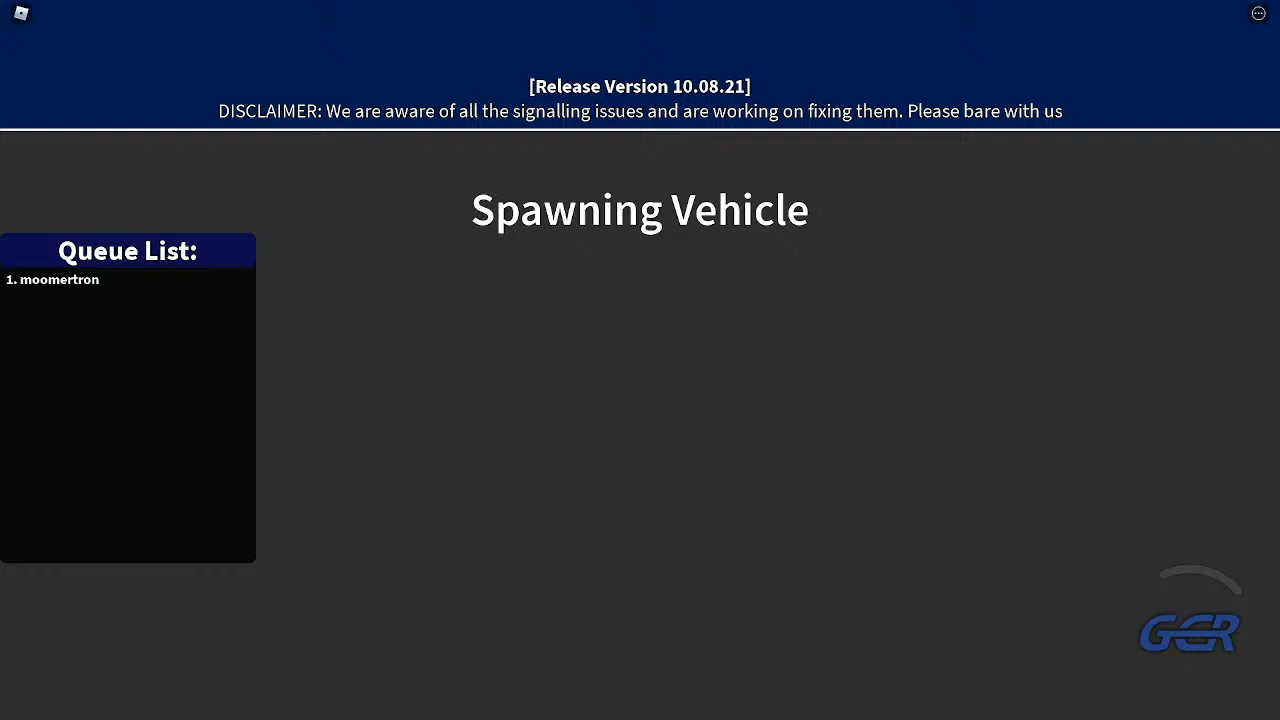 [Release Version 10.08.21]
DISCLAIMER: We are aware of all the signalling issues and are working on fixing them. Please bare with us
Spawning Vehicle
Queue List:
1. moomertron
GCR